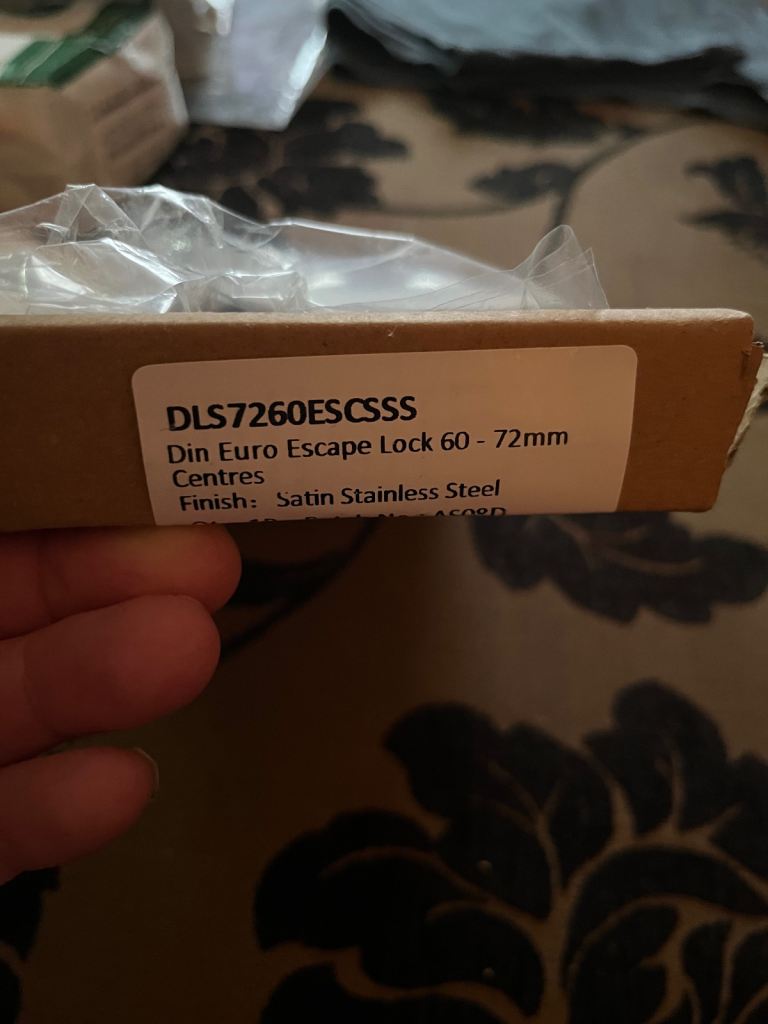 DLS7260ESCSSS
Din Euro Escape Lock 60 - 72mm
Centres
Finish: Satin Stainless Steel